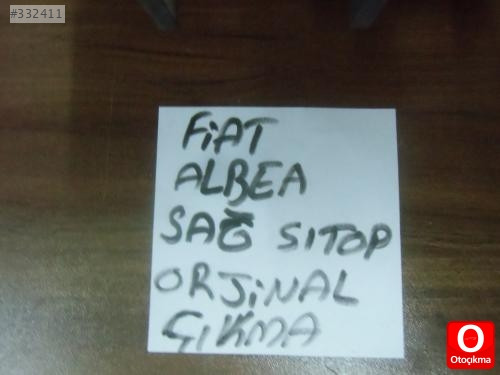 #332411
FiAT
ALBEA
SAĞ SITOP
ORJiNAL
ÇIKMA
O
Otoçıkma